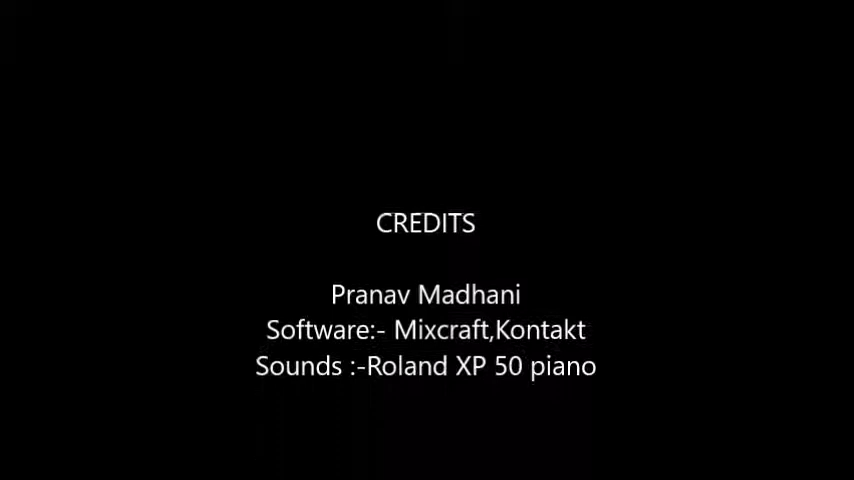 CREDITS
Pranav Madhani
Software:- Mixcraft,Kontakt
Sounds :-Roland XP 50 piano